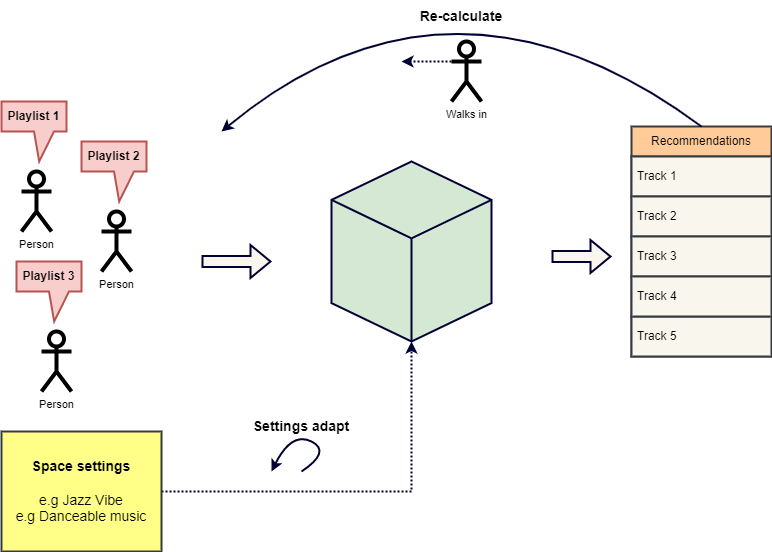 Re-calculate
Walks in
Playlist 1
Person
Playlist 2
Person
Playlist 3
Person
Recommendations
Track 1
Track 2
Track 3
Track 4
Track 5
Settings adapt
Space settings
e.g Jazz Vibe
e.g Danceable music